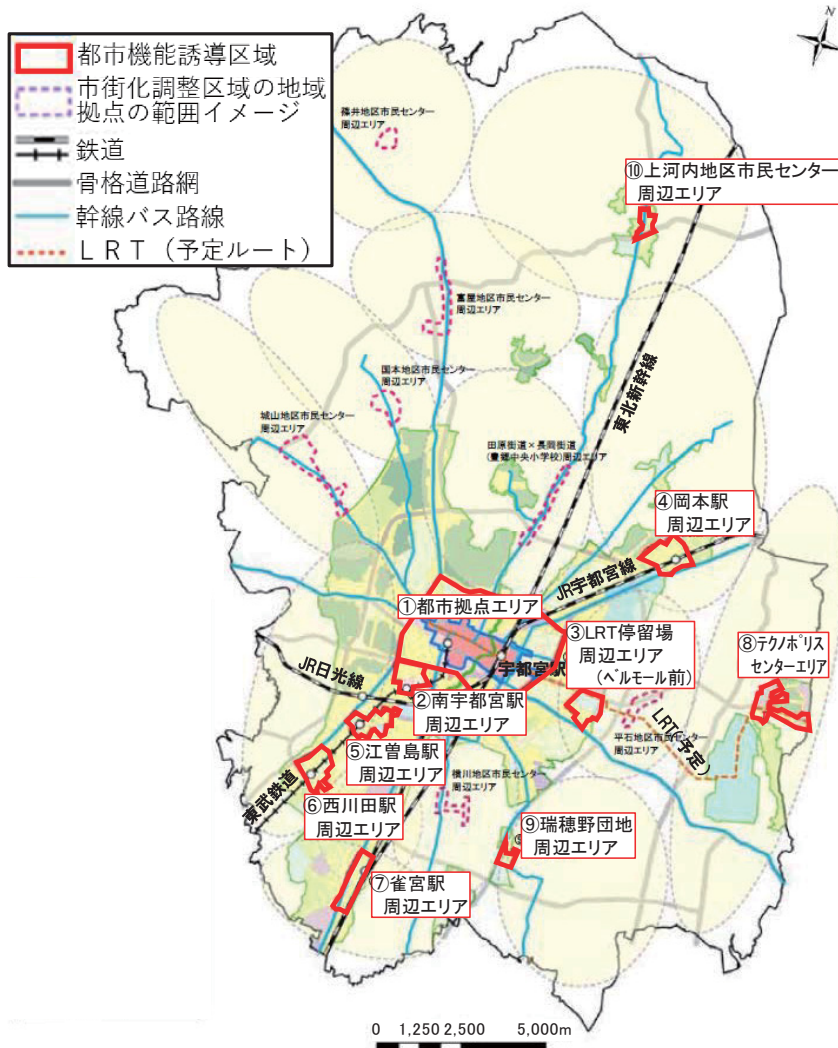 N
都市機能誘導区域
市街化調整区域の地域
拠点の範囲イメージ
鉄道
骨格道路網
幹線バス路線
LRT（予定ルート）
篠井地区市民センター
周辺エリア
⑩上河内地区市民センター
周辺エリア
富屋地区市民センター
周辺エリア
国本地区市民センター
周辺エリア
城山地区市民センター
周辺エリア
田原街道×長岡街道
(豊郷中央小学校)周辺エリア
東北新幹線
④岡本駅
周辺エリア
JR宇都宮線
①都市拠点エリア
宇都宮駅
③LRT停留場
周辺エリア
(ベルモール前)
⑧テクノポリス
センターエリア
JR日光線
②南宇都宮駅
周辺エリア
LRT(予定)
平石地区市民センター
周辺エリア
⑤江曽島駅
周辺エリア
東武鉄道
横川地区市民センター
周辺エリア
⑥西川田駅
周辺エリア
⑨瑞穂野団地
周辺エリア
⑦雀宮駅
周辺エリア
0 1,250 2,500 5,000m